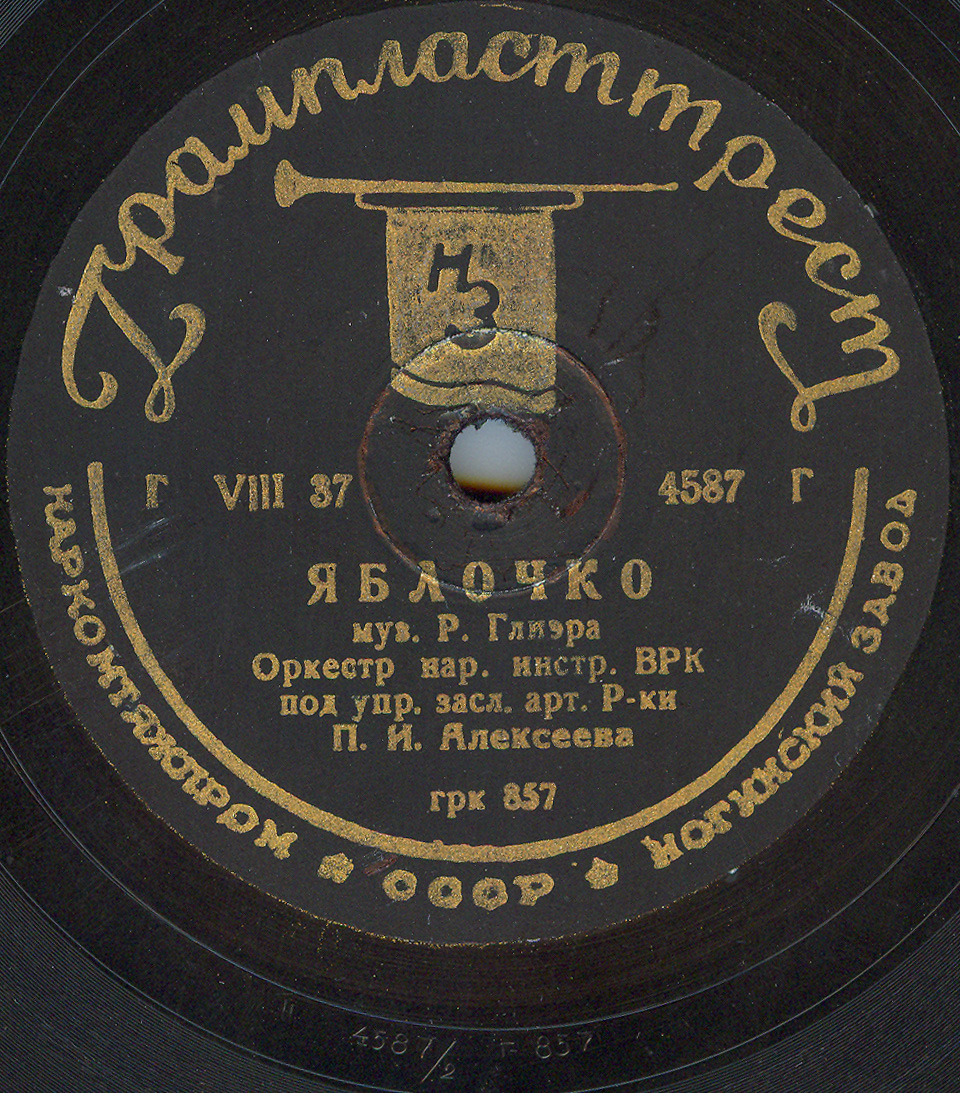 Грампласттрест
НЗ
Г VIII 37 4587 Г
ЯБЛОЧКО
муз. Р. Глиэра
Оркестр нар. инстр. ВРК
под упр. засл. арт. Р-ки
П. И. Алексеева
грк 857
НАРКОМТЯЖПРОМ ★ СССР ★ НОГИНСКИЙ ЗАВОД
4587/2 Г 857